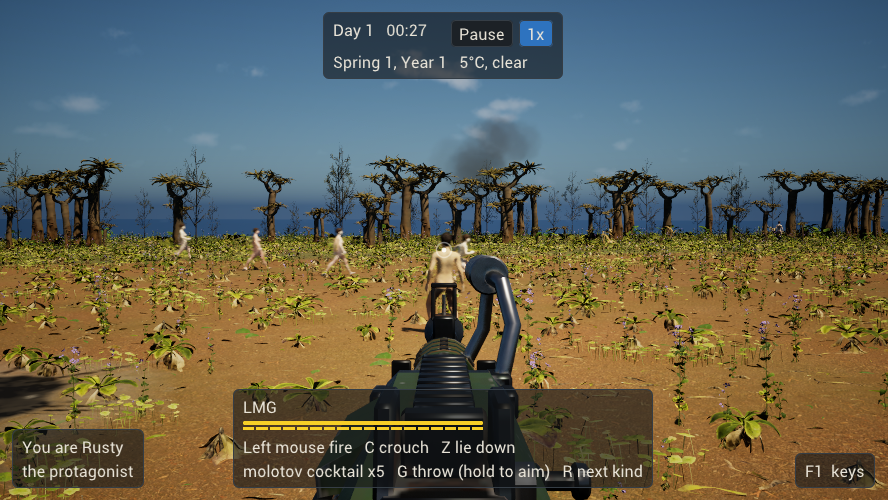 Day 1 00:27 Pause 1x
Spring 1, Year 1 5°C, clear
LMG
Left mouse fire C crouch Z lie down
molotov cocktail x5 G throw (hold to aim) R next kind
You are Rusty
the protagonist
F1 keys